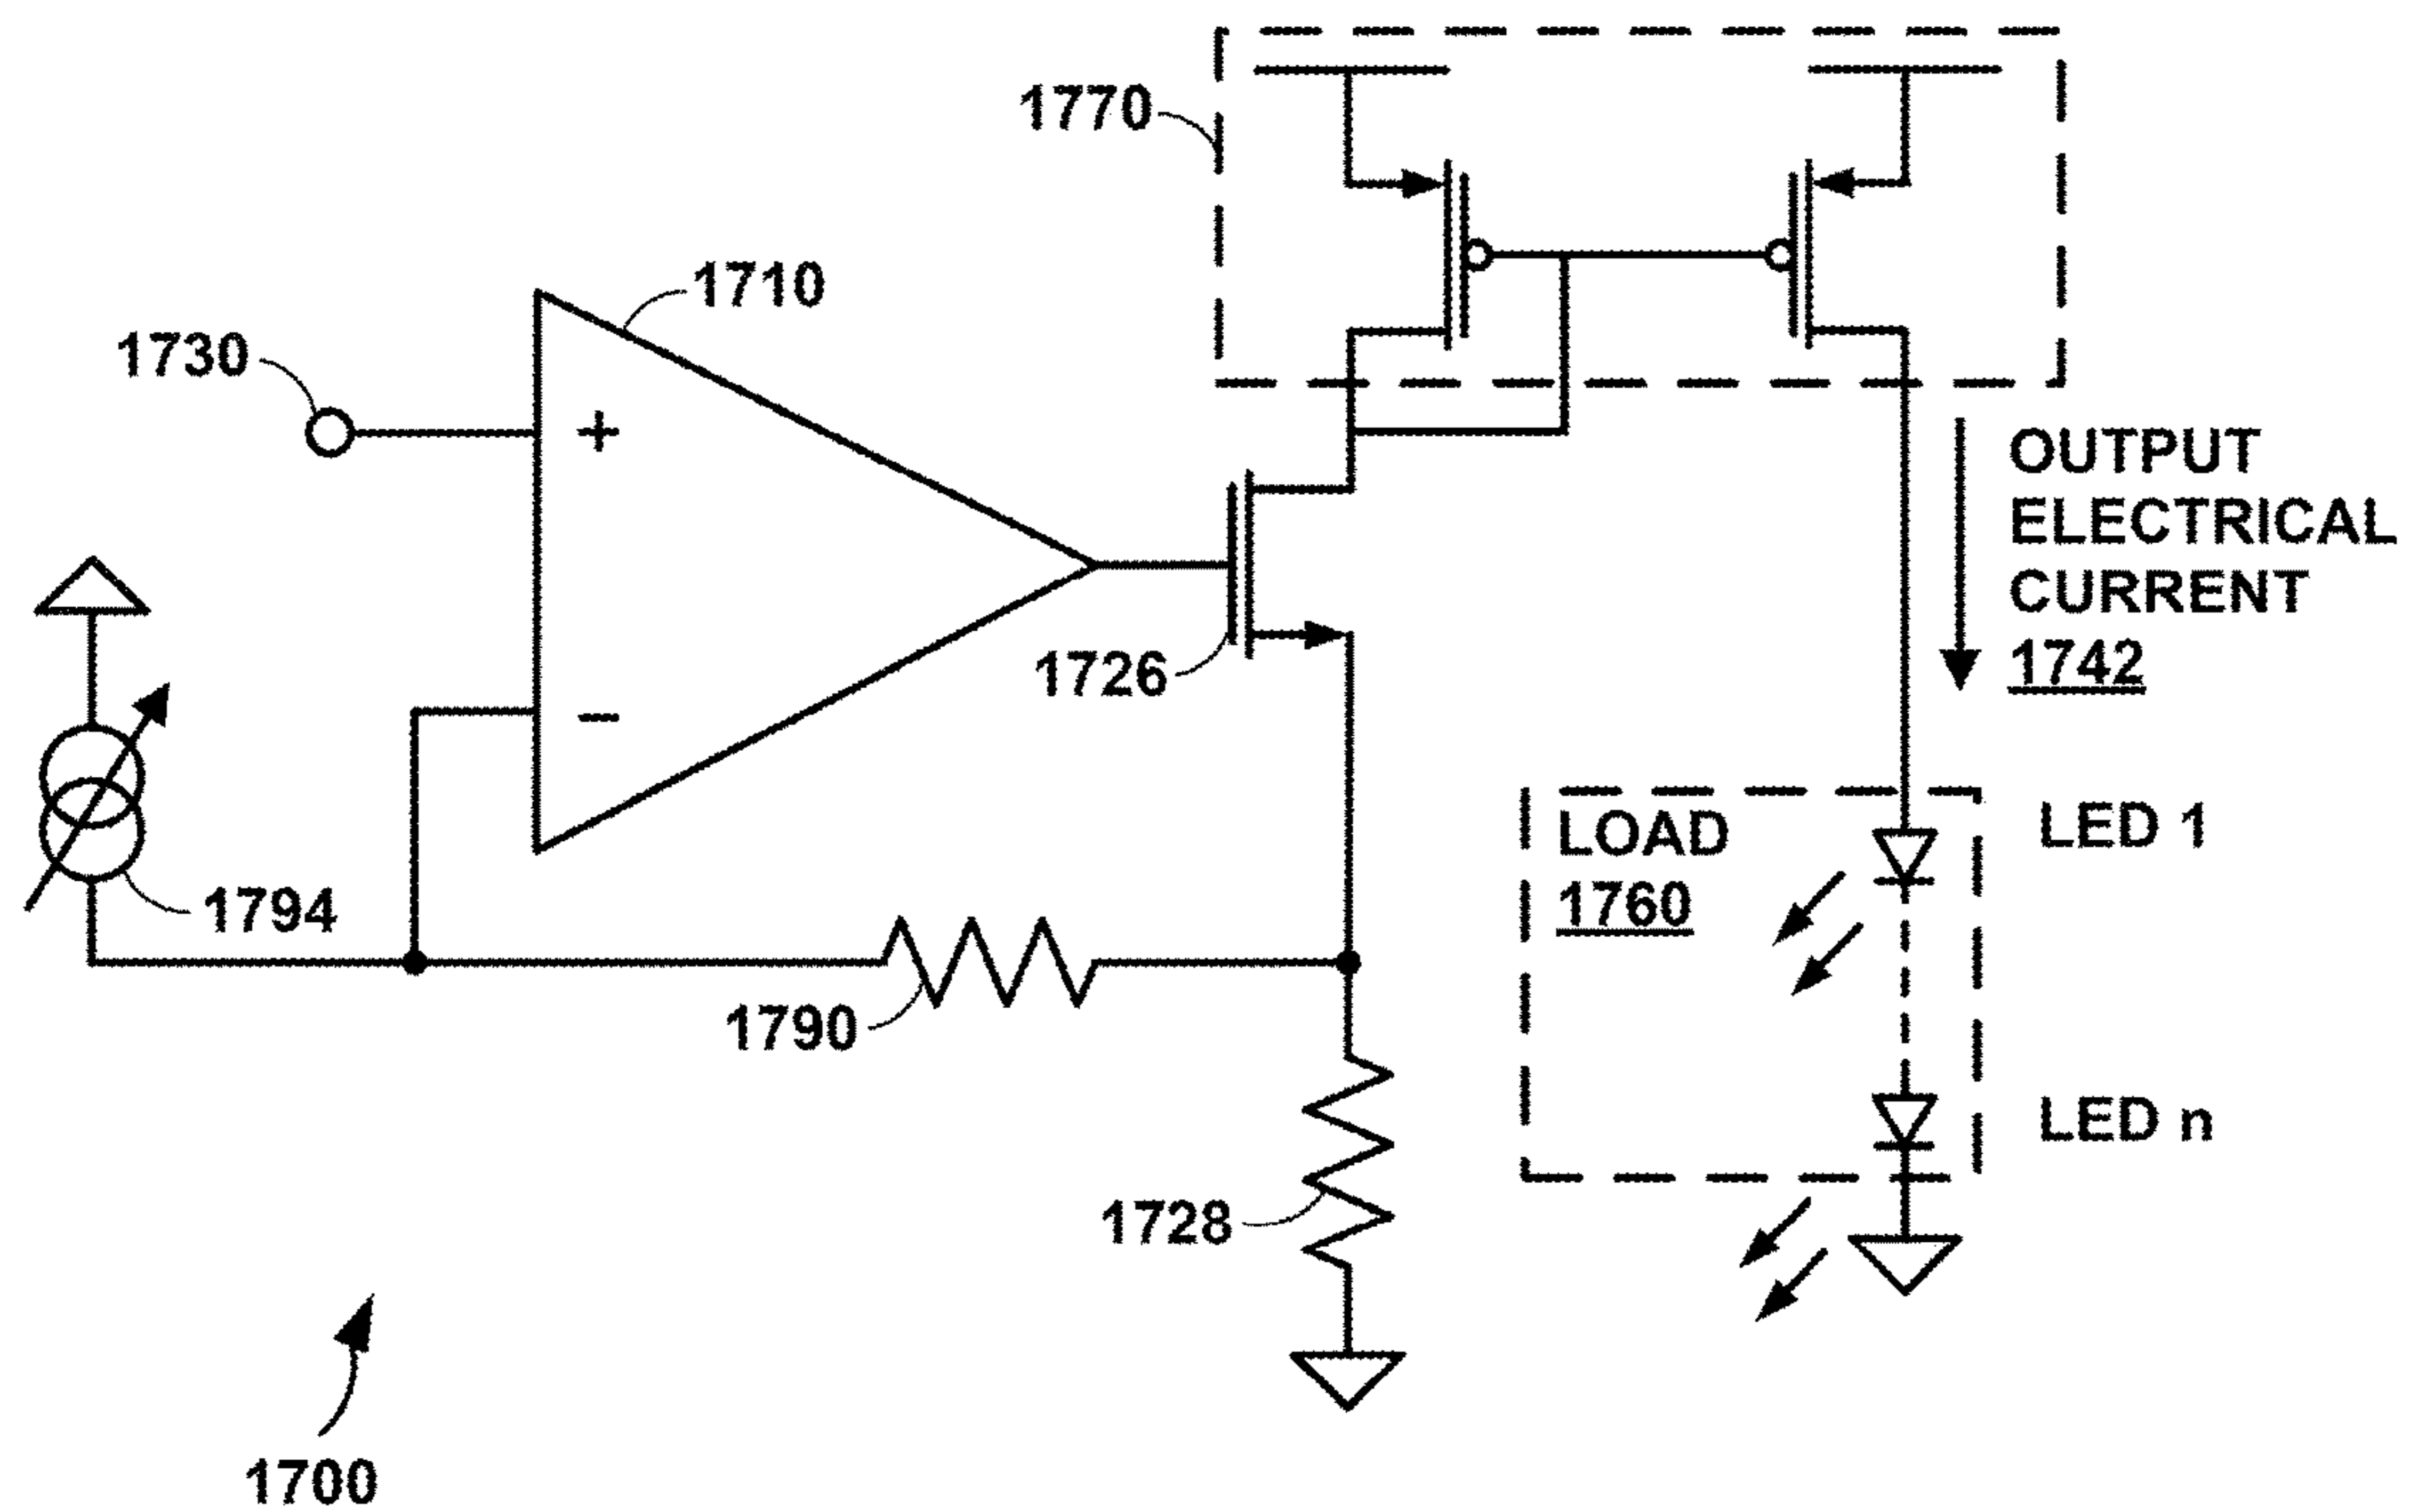 1770
1710
1730
+
OUTPUT
ELECTRICAL
CURRENT
1742
1726
−
LOAD
1760
LED 1
1794
1790
LED n
1728
1700